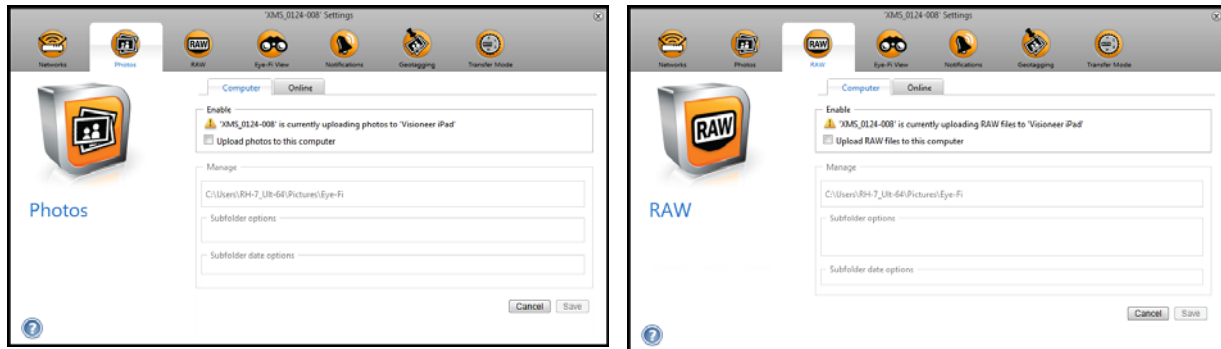 'XMS_0124-008' Settings
Networks Photos RAW Eye-Fi View Notifications Geotagging Transfer Mode
Computer Online
Enable
'XMS_0124-008' is currently uploading photos to 'Visioneer iPad'
Upload photos to this computer
Manage
C:\Users\RH-7_Ult-64\Pictures\Eye-Fi
Subfolder options
Subfolder date options
Photos
Cancel Save
?
'XMS_0124-008' Settings
Networks Photos RAW Eye-Fi View Notifications Geotagging Transfer Mode
RAW
Computer Online
Enable
'XMS_0124-008' is currently uploading RAW files to 'Visioneer iPad'
Upload RAW files to this computer
Manage
C:\Users\RH-7_Ult-64\Pictures\Eye-Fi
Subfolder options
Subfolder date options
RAW
Cancel Save
?